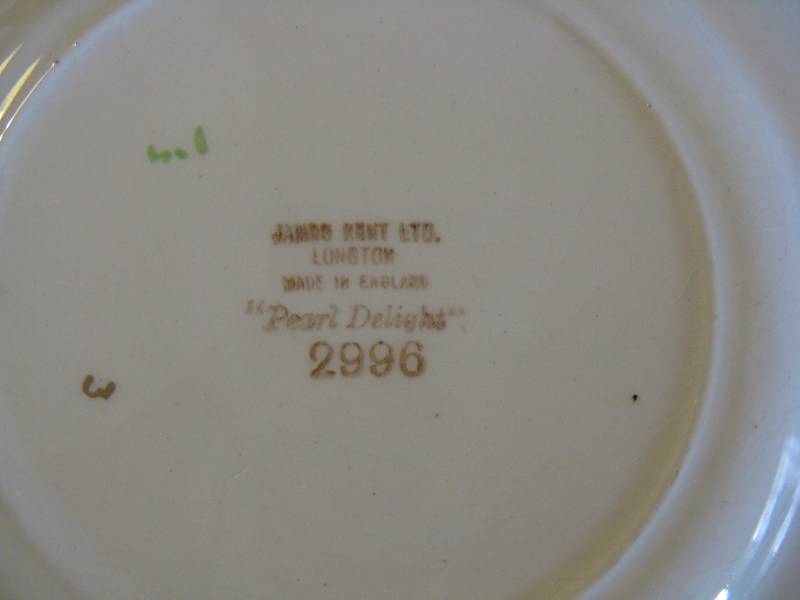 JAMES KENT LTD.
LONGTON
MADE IN ENGLAND
"Pearl Delight"
2996